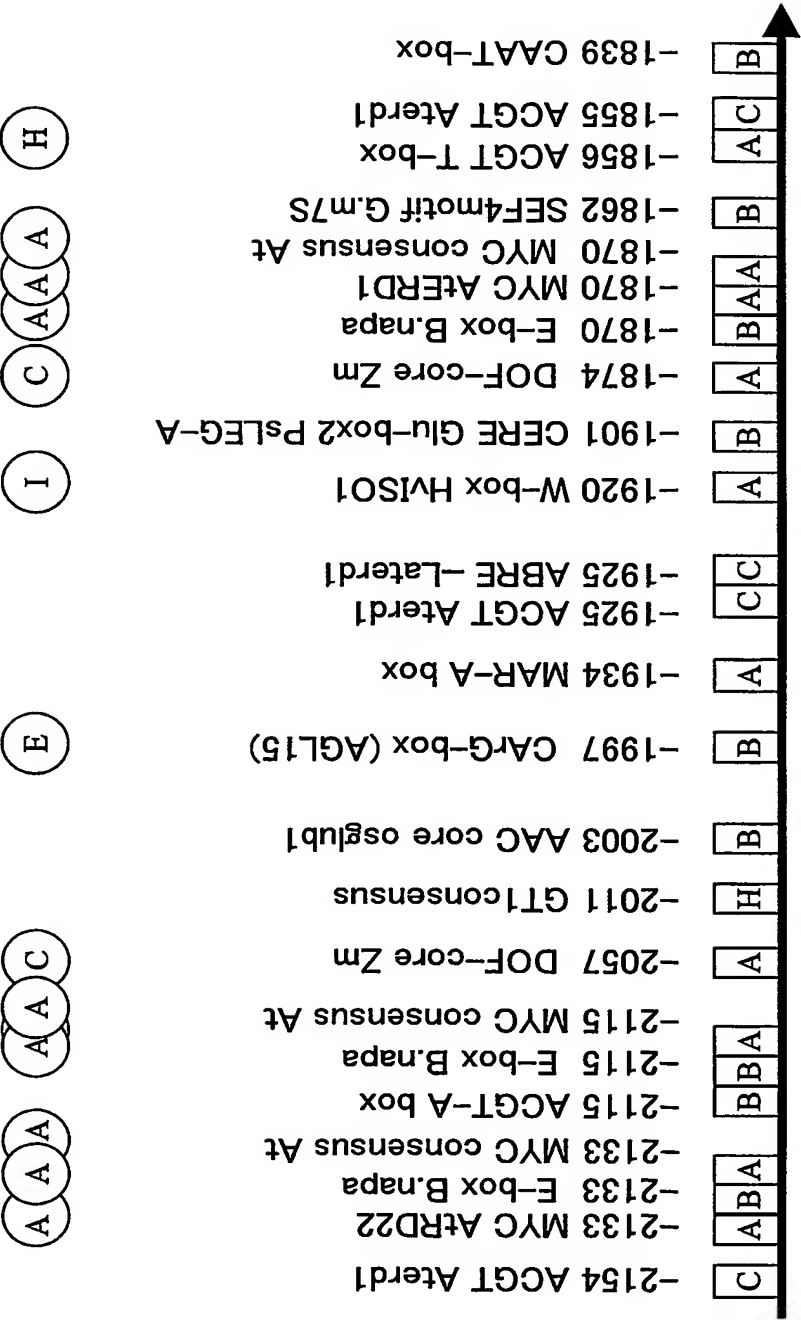 C -2154 ACGT Aterd1
A -2133 MYC AtRD22 A
B -2133 E-box B.napa A
A -2133 MYC consensus At A
B -2115 ACGT-A box
B -2115 E-box B.napa A
A -2115 MYC consensus At A
A -2057 DOF-core Zm C
H -2011 GT1consensus
B -2003 AAC core osglub1
B -1997 CArG-box (AGL15) E
A -1934 MAR-A box
C -1925 ACGT Aterd1
C -1925 ABRE -Laterd1
A -1920 W-box HvISO1 I
B -1901 CERE Glu-box2 PsLEG-A
A -1874 DOF-core Zm C
B -1870 E-box B.napa A
A -1870 MYC AtERD1 A
A -1870 MYC consensus At A
B -1862 SEF4motif G.m7S
A -1856 ACGT T-box H
C -1855 ACGT Aterd1
B -1839 CAAT-box